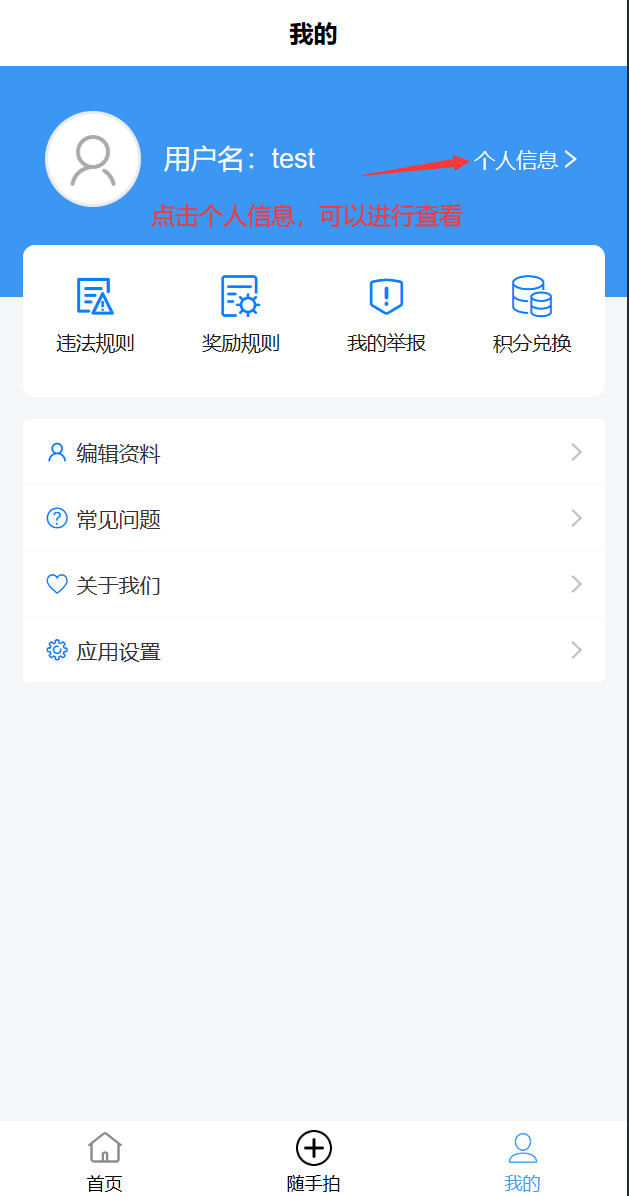 我的
用户名：test
个人信息
点击个人信息，可以进行查看
违法规则
奖励规则
我的举报
积分兑换
编辑资料
常见问题
关于我们
应用设置
首页
随手拍
我的